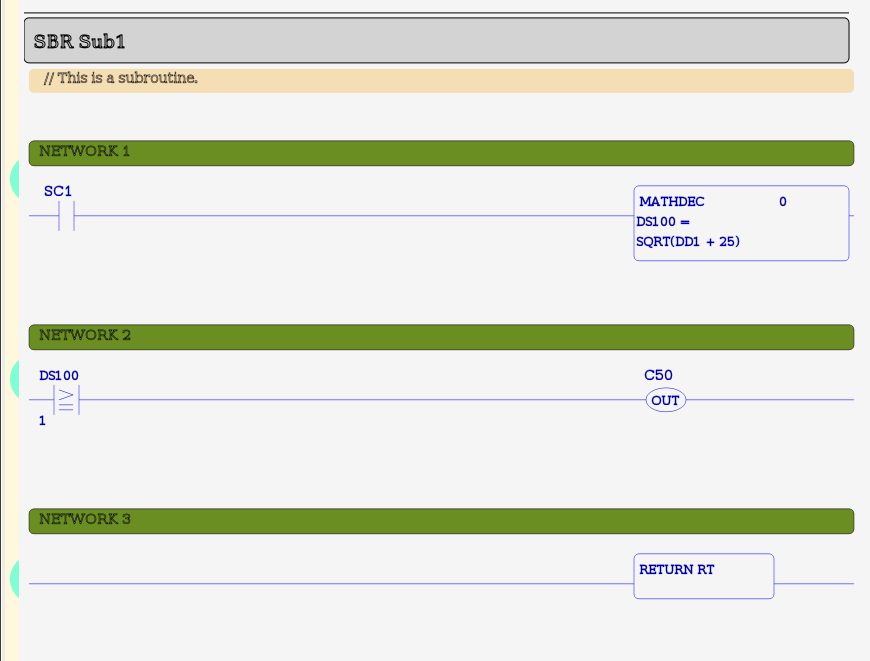 SBR Sub1
// This is a subroutine.
NETWORK 1
SC1
MATHDEC 0
DS100 =
SQRT(DD1 + 25)
NETWORK 2
DS100
≥
1
C50
OUT
NETWORK 3
RETURN RT